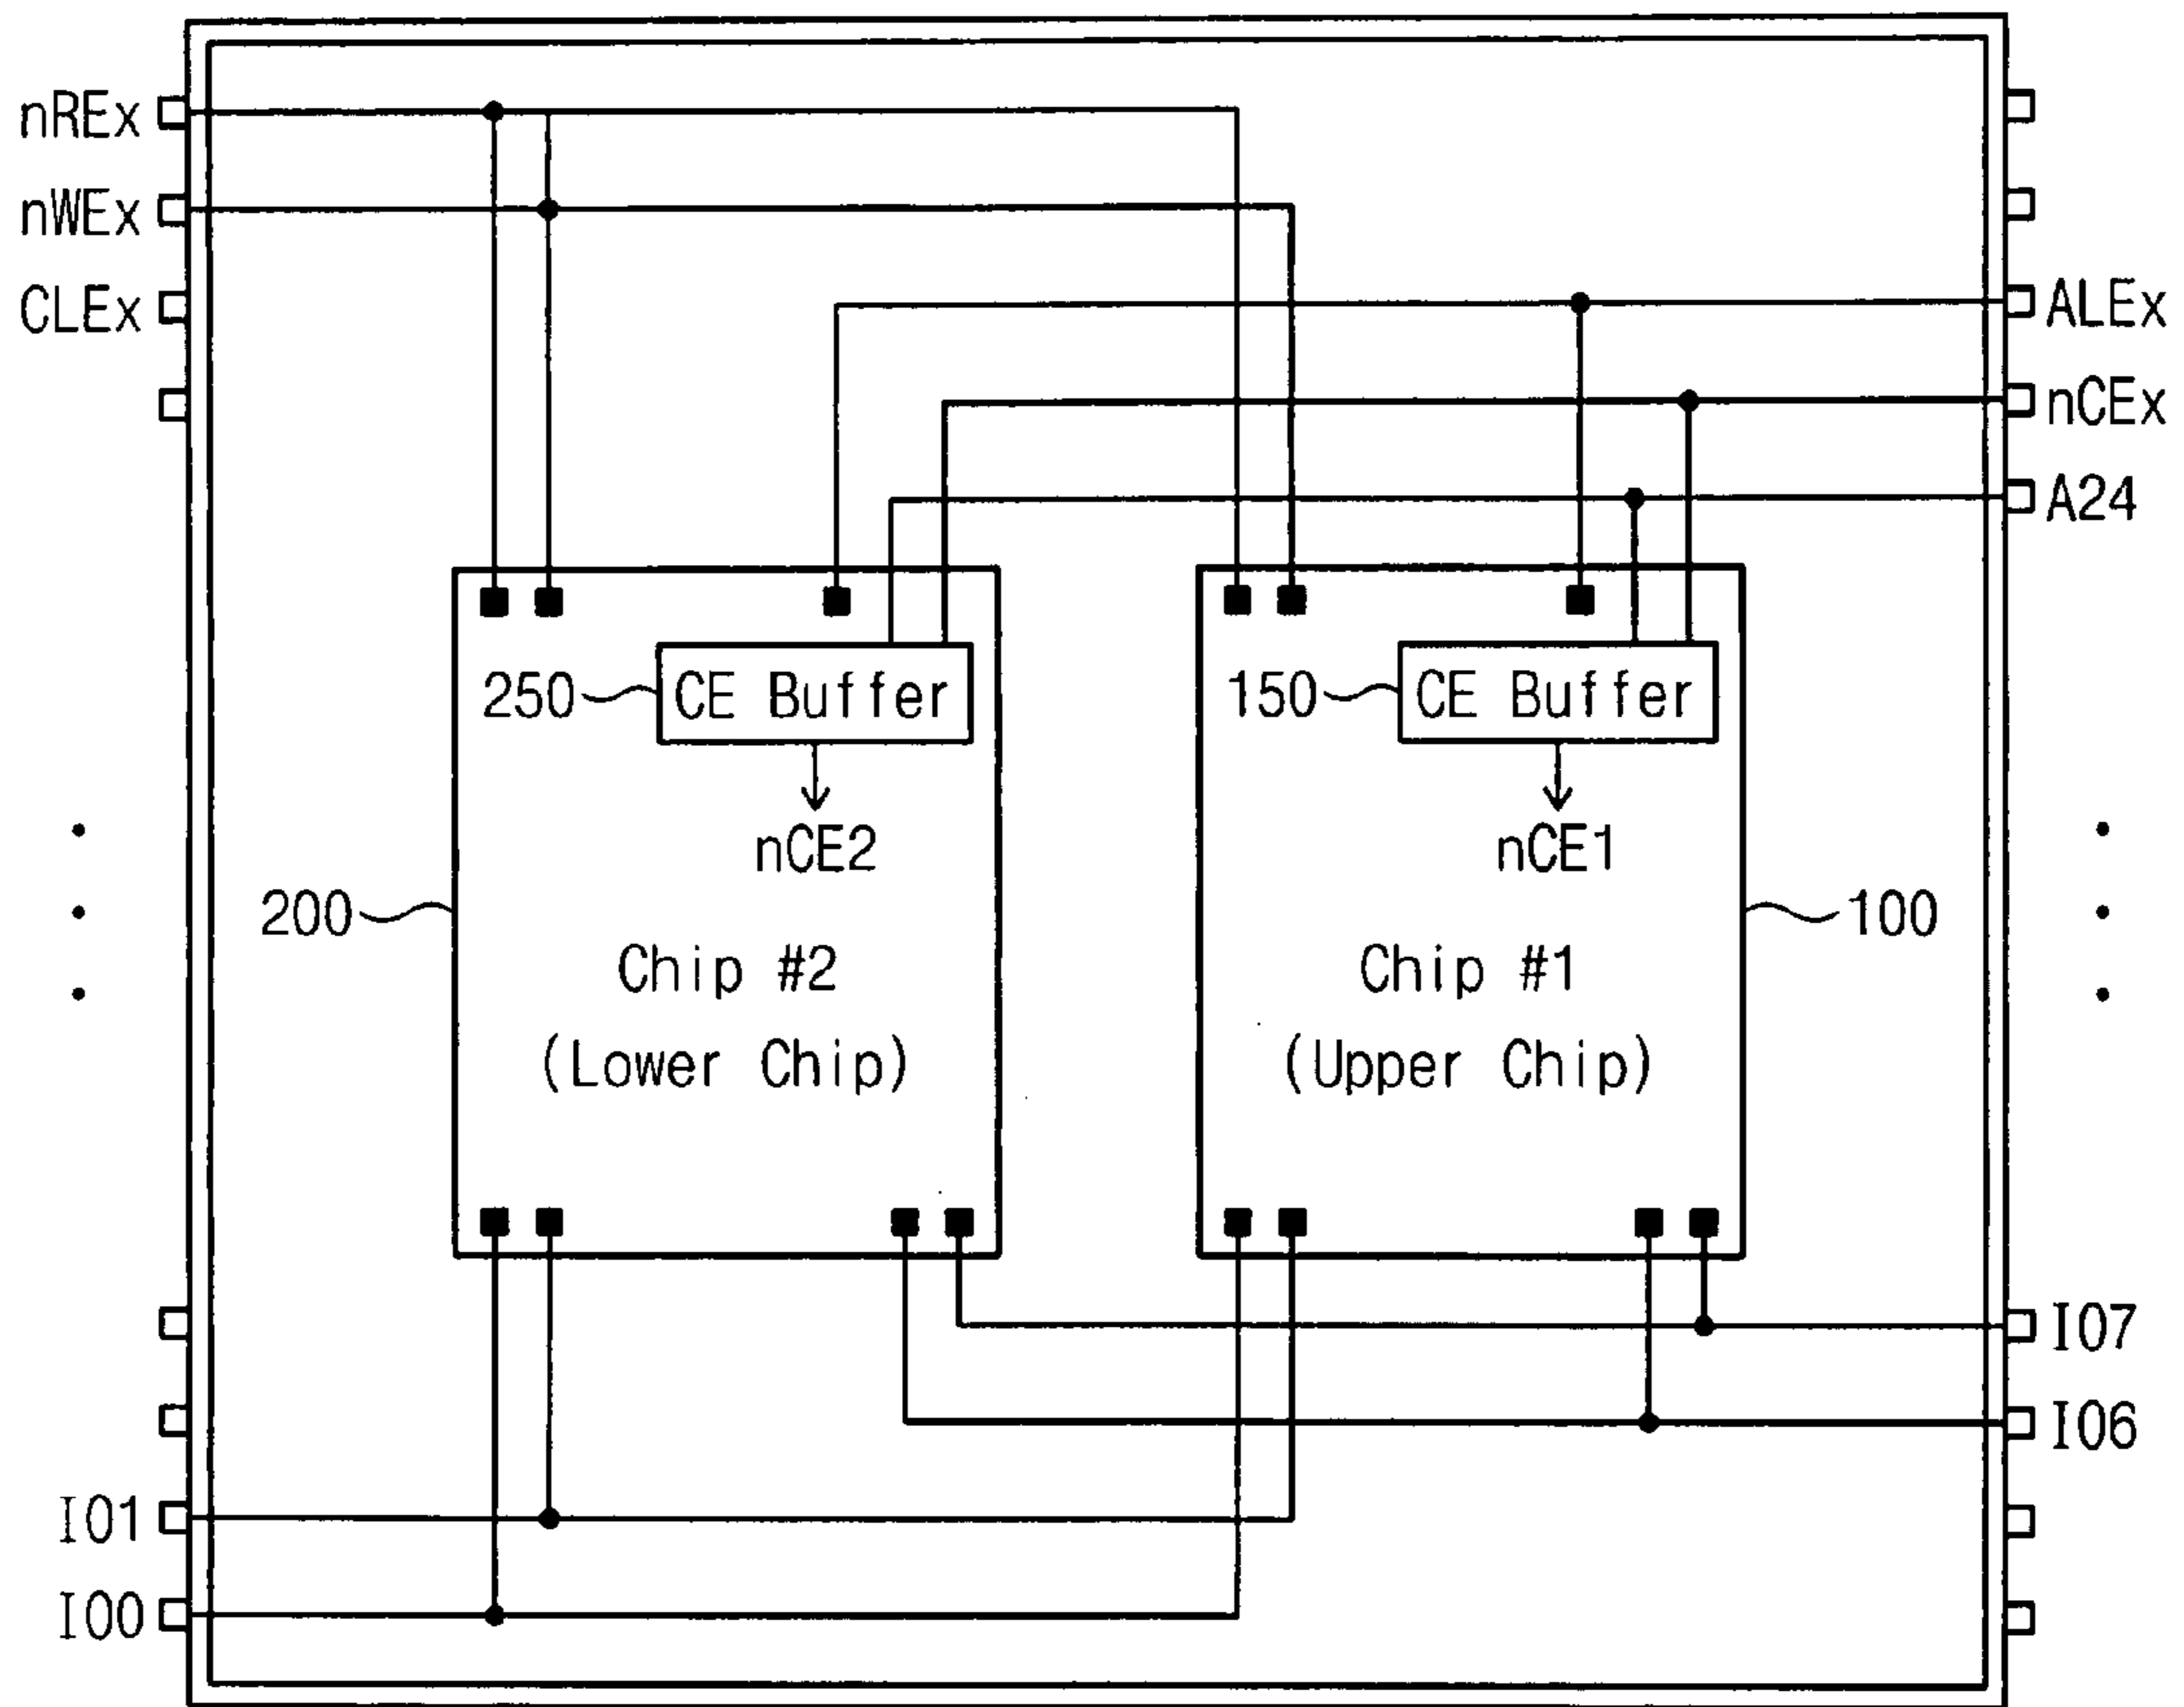 nREx
nWEx
CLEx
ALEx
nCEx
A24
250
CE Buffer
150
CE Buffer
nCE2
nCE1
200
100
Chip #2
(Lower Chip)
Chip #1
(Upper Chip)
IO7
IO6
IO1
IO0